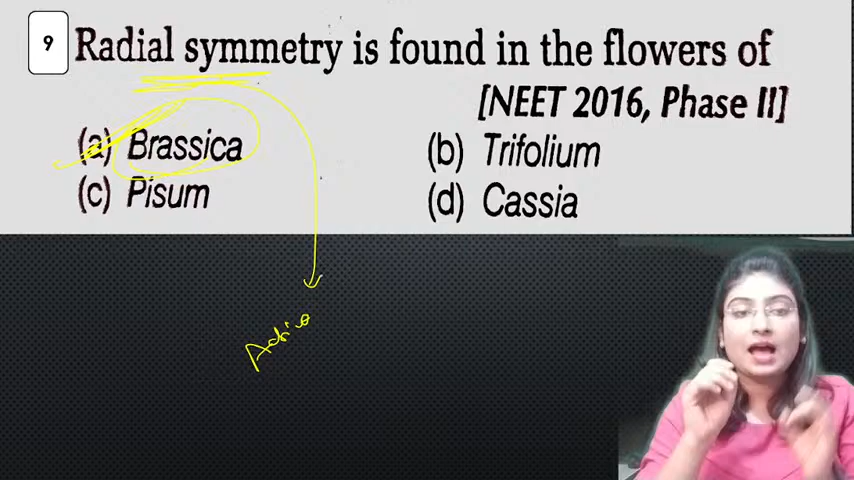 9 Radial symmetry is found in the flowers of
[NEET 2016, Phase II]
(a) Brassica (b) Trifolium
(c) Pisum (d) Cassia